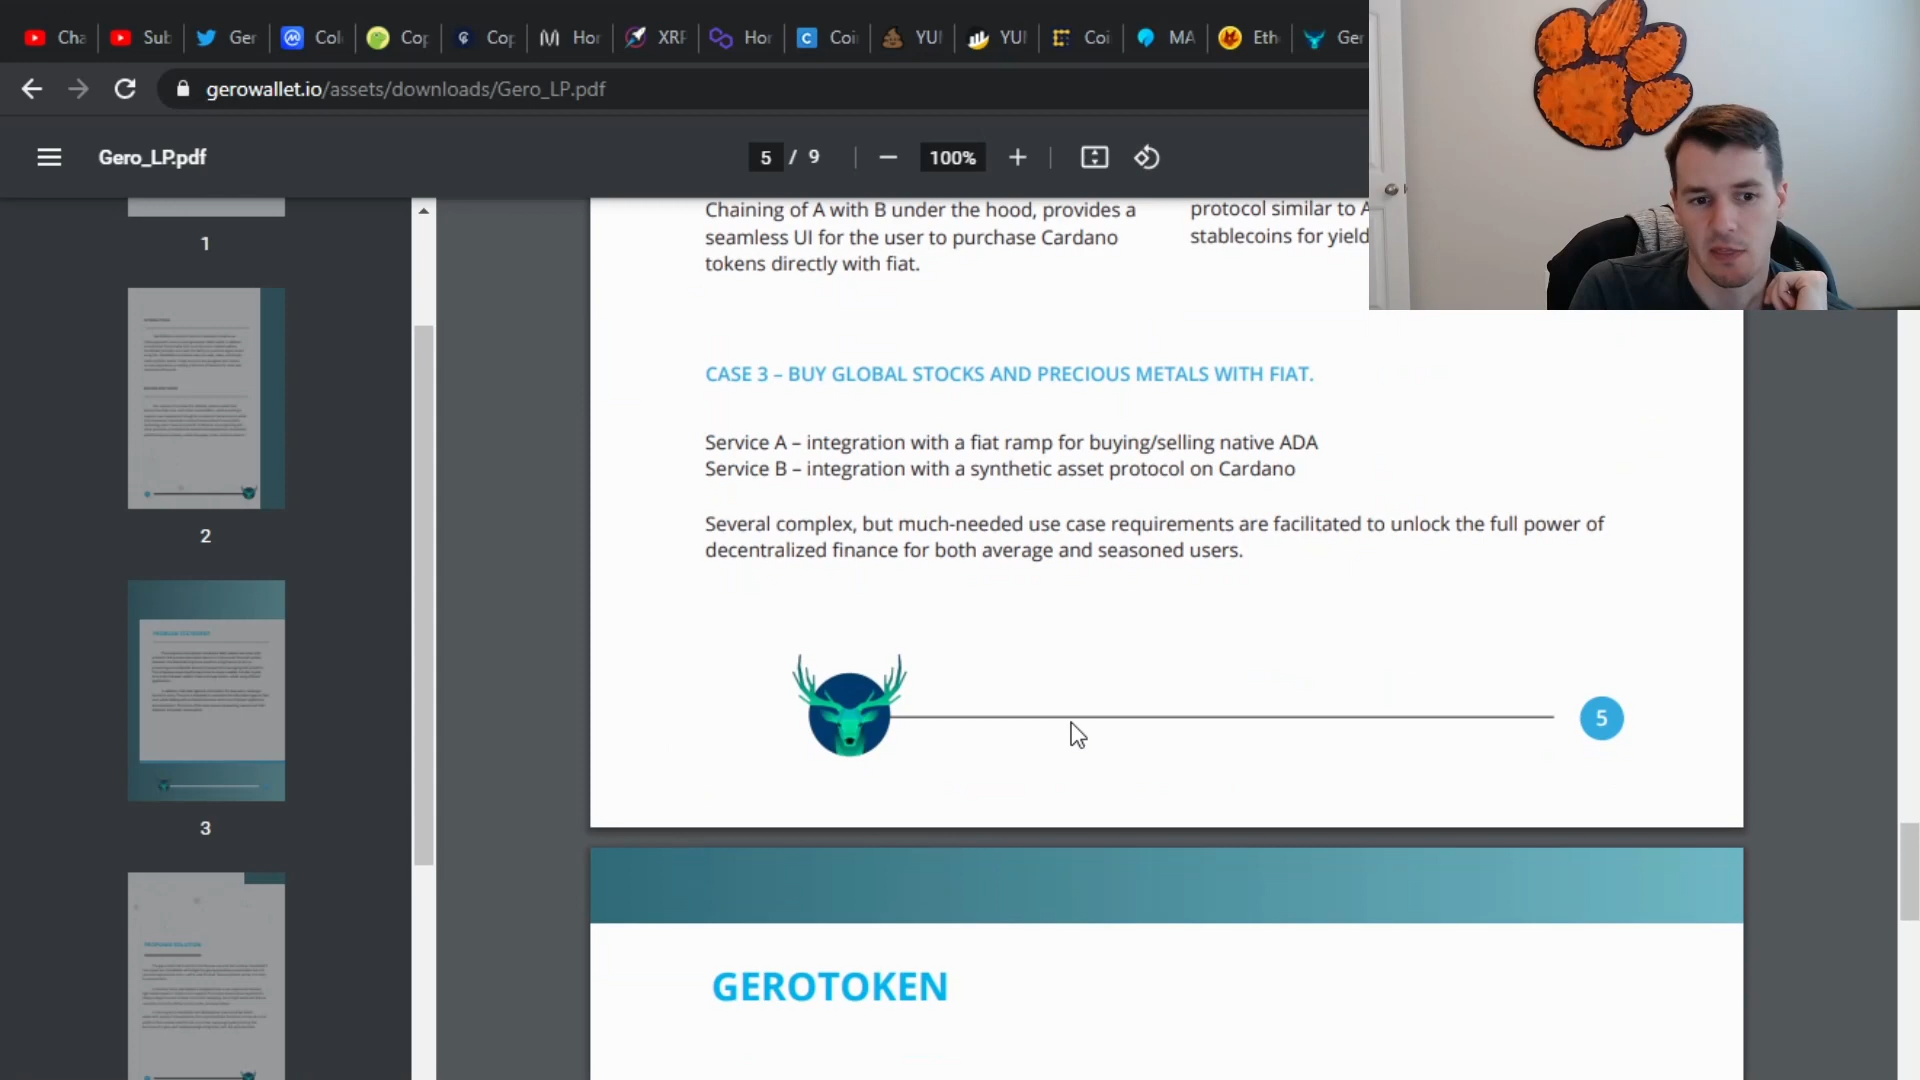 Cha
Sub
Ger
Col
Cop
Cop
Hor
XRF
Hor
Coi
YUI
YUI
Coi
MA
Eth
Ger
gerowallet.io/assets/downloads/Gero_LP.pdf
Gero_LP.pdf
5 / 9
100%
1
2
3
Chaining of A with B under the hood, provides a
seamless UI for the user to purchase Cardano
tokens directly with fiat.
protocol similar to A
stablecoins for yield
CASE 3 – BUY GLOBAL STOCKS AND PRECIOUS METALS WITH FIAT.
Service A – integration with a fiat ramp for buying/selling native ADA
Service B – integration with a synthetic asset protocol on Cardano
Several complex, but much-needed use case requirements are facilitated to unlock the full power of
decentralized finance for both average and seasoned users.
5
GEROTOKEN